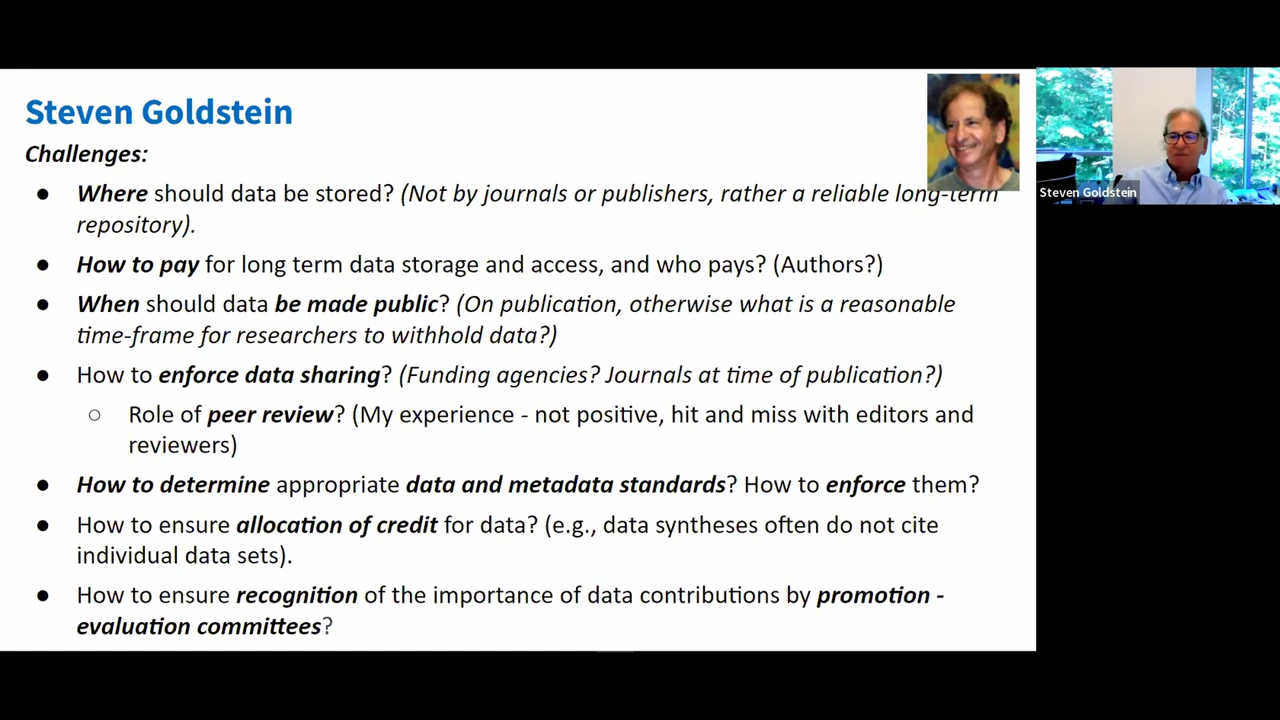 Steven Goldstein
Challenges:
● Where should data be stored? (Not by journals or publishers, rather a reliable long-term
repository).
● How to pay for long term data storage and access, and who pays? (Authors?)
● When should data be made public? (On publication, otherwise what is a reasonable
time-frame for researchers to withhold data?)
● How to enforce data sharing? (Funding agencies? Journals at time of publication?)
○ Role of peer review? (My experience - not positive, hit and miss with editors and
reviewers)
● How to determine appropriate data and metadata standards? How to enforce them?
● How to ensure allocation of credit for data? (e.g., data syntheses often do not cite
individual data sets).
● How to ensure recognition of the importance of data contributions by promotion -
evaluation committees?
Steven Goldstein